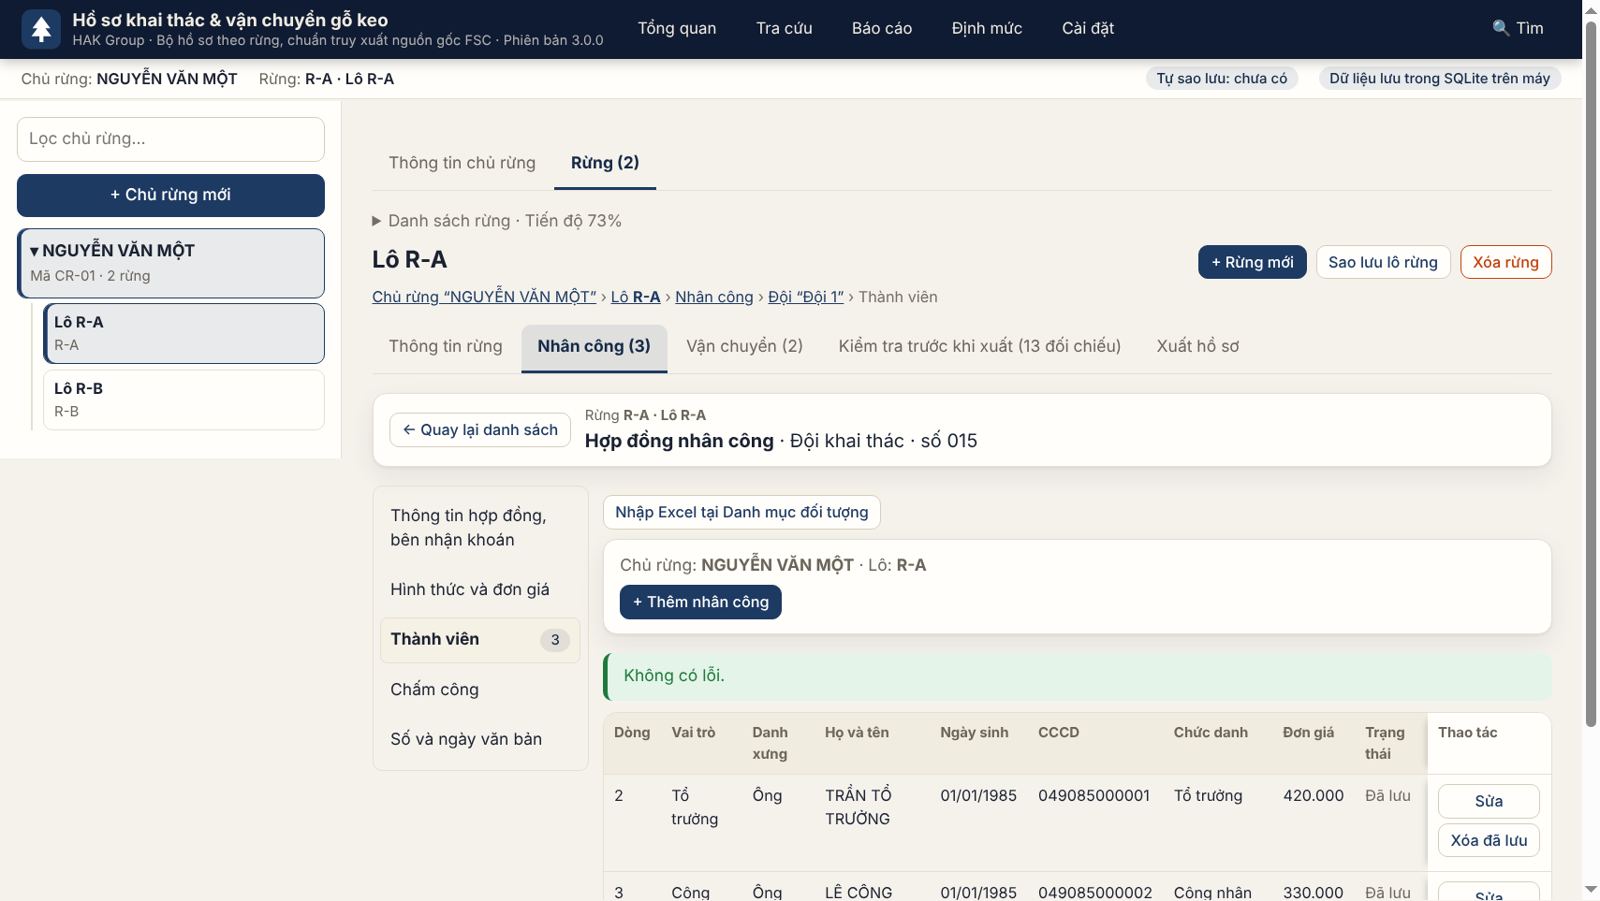 Hồ sơ khai thác & vận chuyển gỗ keo
HAK Group · Bộ hồ sơ theo rừng, chuẩn truy xuất nguồn gốc FSC · Phiên bản 3.0.0
Tổng quan
Tra cứu
Báo cáo
Định mức
Cài đặt
🔍 Tìm
Chủ rừng: NGUYỄN VĂN MỘT
Rừng: R-A · Lô R-A
Tự sao lưu: chưa có
Dữ liệu lưu trong SQLite trên máy
Lọc chủ rừng...
+ Chủ rừng mới
▾ NGUYỄN VĂN MỘT
Mã CR-01 · 2 rừng
Lô R-A
R-A
Lô R-B
R-B
Thông tin chủ rừng
Rừng (2)
▶ Danh sách rừng · Tiến độ 73%
Lô R-A
+ Rừng mới
Sao lưu lô rừng
Xóa rừng
Chủ rừng “NGUYỄN VĂN MỘT” › Lô R-A › Nhân công › Đội “Đội 1” › Thành viên
Thông tin rừng
Nhân công (3)
Vận chuyển (2)
Kiểm tra trước khi xuất (13 đối chiếu)
Xuất hồ sơ
← Quay lại danh sách
Rừng R-A · Lô R-A
Hợp đồng nhân công · Đội khai thác · số 015
Thông tin hợp đồng,
bên nhận khoán
Hình thức và đơn giá
Thành viên 3
Chấm công
Số và ngày văn bản
Nhập Excel tại Danh mục đối tượng
Chủ rừng: NGUYỄN VĂN MỘT · Lô: R-A
+ Thêm nhân công
Không có lỗi.
Dòng Vai trò Danh Họ và tên Ngày sinh CCCD Chức danh Đơn giá Trạng Thao tác
xưng thái
2 Tổ Ông TRẦN TỔ 01/01/1985 049085000001 Tổ trưởng 420.000 Đã lưu Sửa
trưởng TRƯỞNG
Xóa đã lưu
3 Công Ông LÊ CÔNG 01/01/1985 049085000002 Công nhân 330.000 Đã lưu Sửa